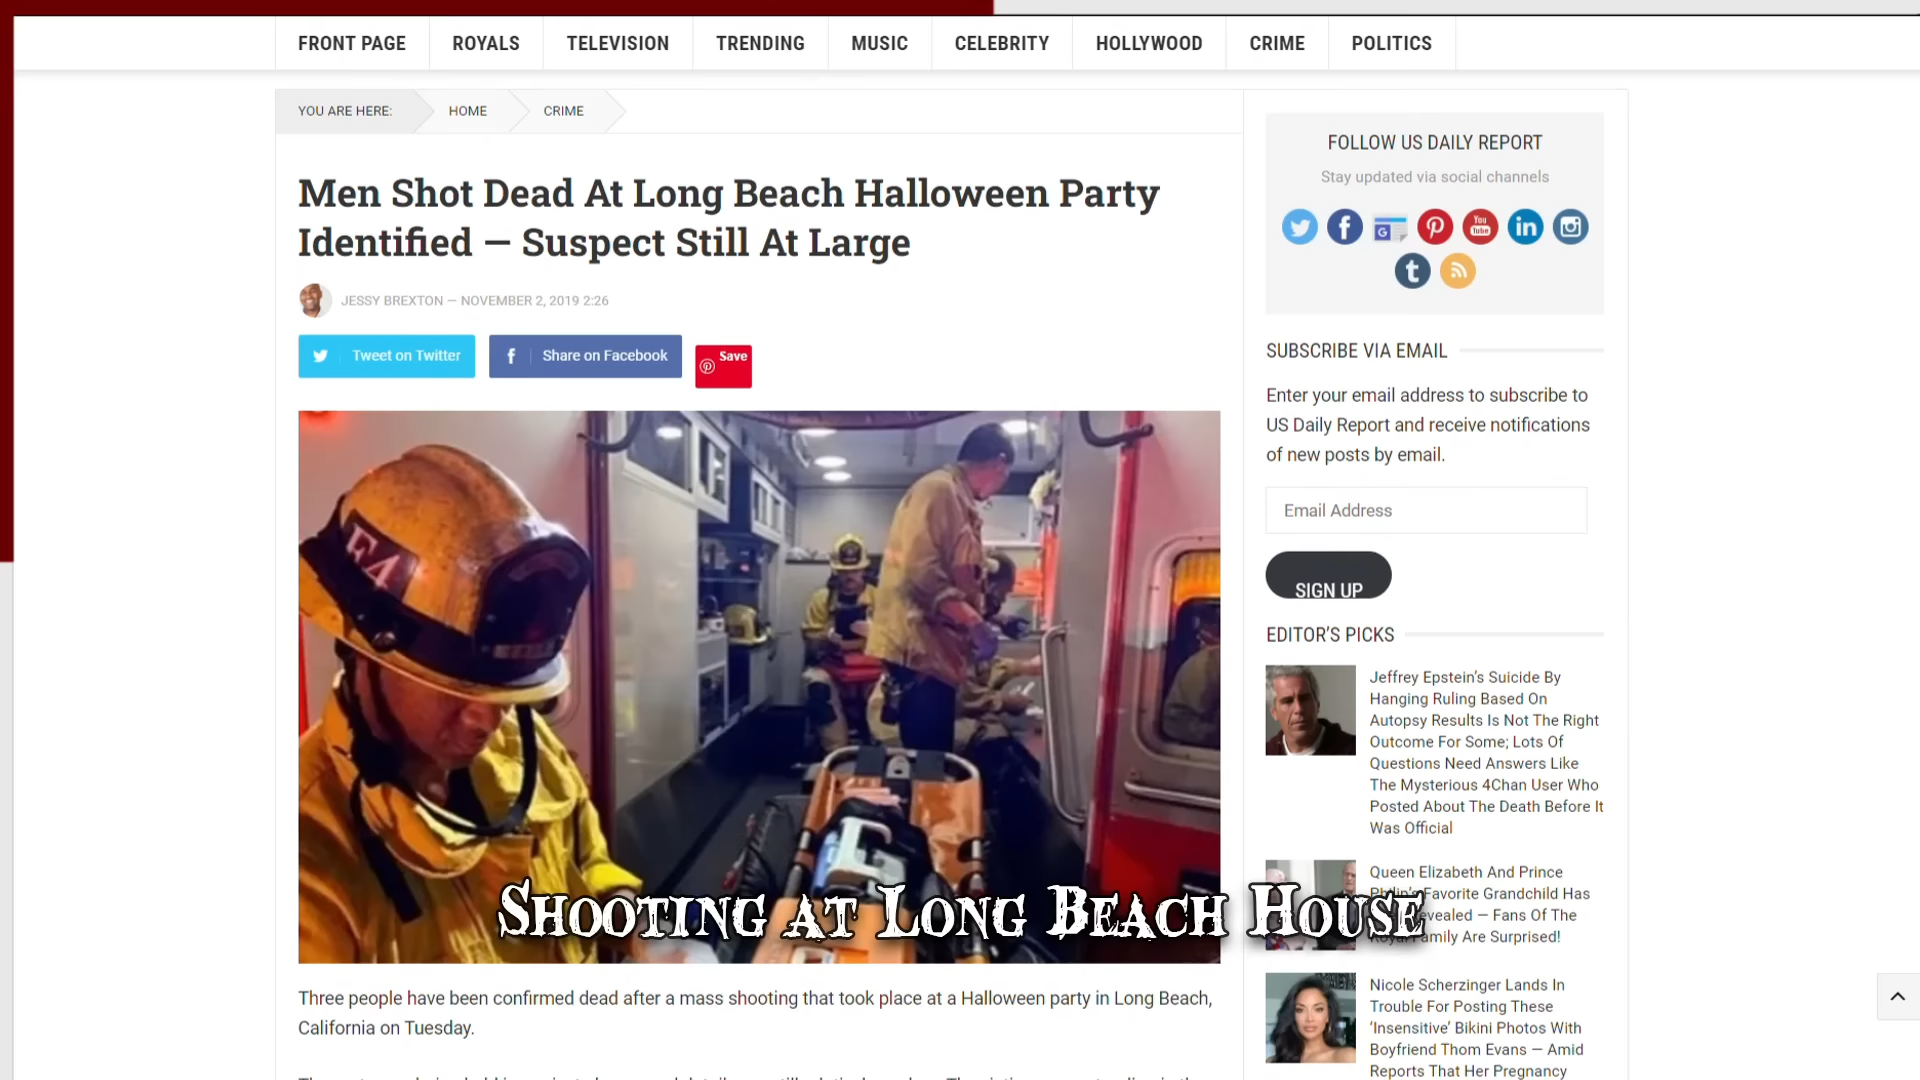 FRONT PAGE
ROYALS
TELEVISION
TRENDING
MUSIC
CELEBRITY
HOLLYWOOD
CRIME
POLITICS
YOU ARE HERE:
HOME
CRIME
Men Shot Dead At Long Beach Halloween Party
Identified — Suspect Still At Large
JESSY BREXTON — NOVEMBER 2, 2019 2:26
Tweet on Twitter
Share on Facebook
Save
E4
Shooting at Long Beach House
Three people have been confirmed dead after a mass shooting that took place at a Halloween party in Long Beach,
California on Tuesday.
FOLLOW US DAILY REPORT
Stay updated via social channels
You
Tube
SUBSCRIBE VIA EMAIL
Enter your email address to subscribe to
US Daily Report and receive notifications
of new posts by email.
Email Address
SIGN UP
EDITOR'S PICKS
Jeffrey Epstein's Suicide By
Hanging Ruling Based On
Autopsy Results Is Not The Right
Outcome For Some; Lots Of
Questions Need Answers Like
The Mysterious 4Chan User Who
Posted About The Death Before It
Was Official
Queen Elizabeth And Prince
Philip's Favorite Grandchild Has
Revealed — Fans Of The
Royal Family Are Surprised!
Nicole Scherzinger Lands In
Trouble For Posting These
'Insensitive' Bikini Photos With
Boyfriend Thom Evans — Amid
Reports That Her Pregnancy